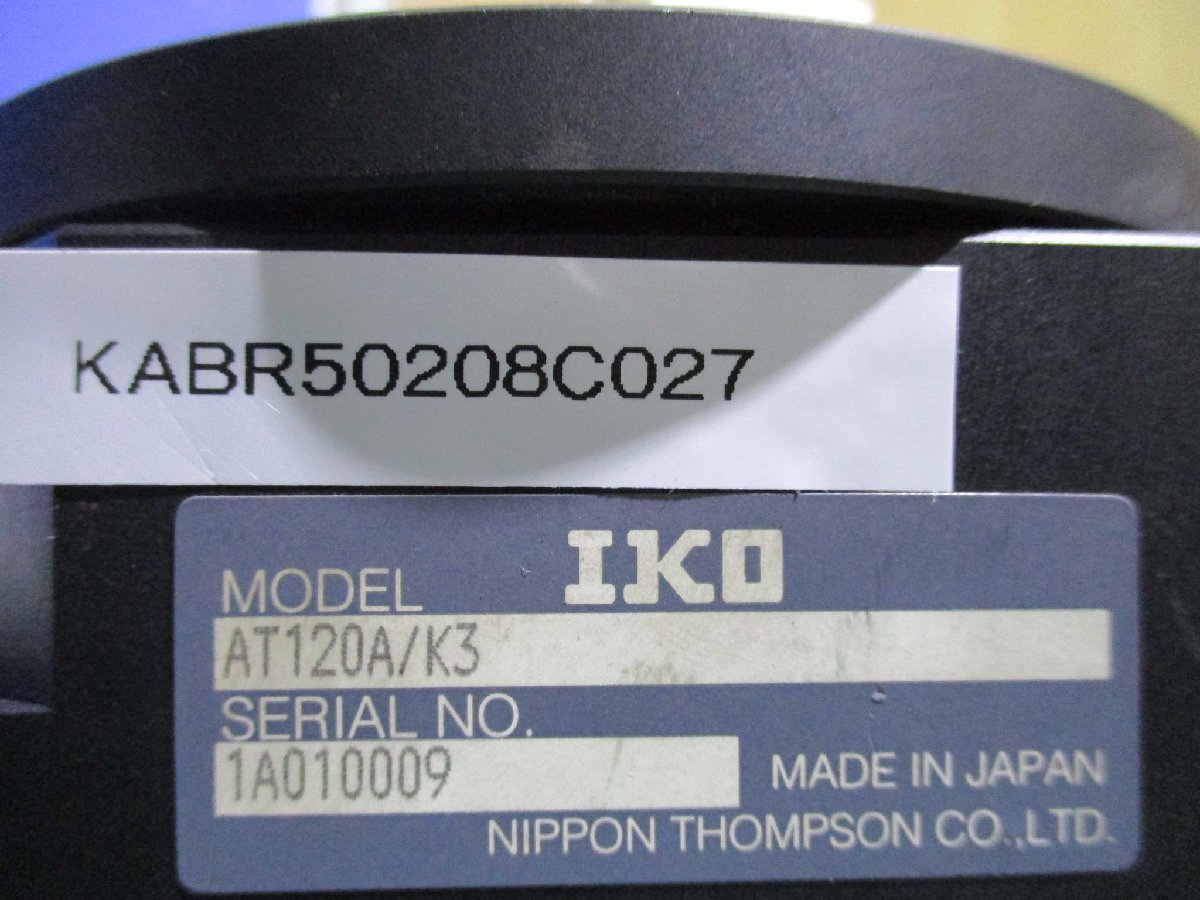 KABR50208C027
IKO
MODEL
AT120A/K3
SERIAL NO.
1A010009
MADE IN JAPAN
NIPPON THOMPSON CO.,LTD.